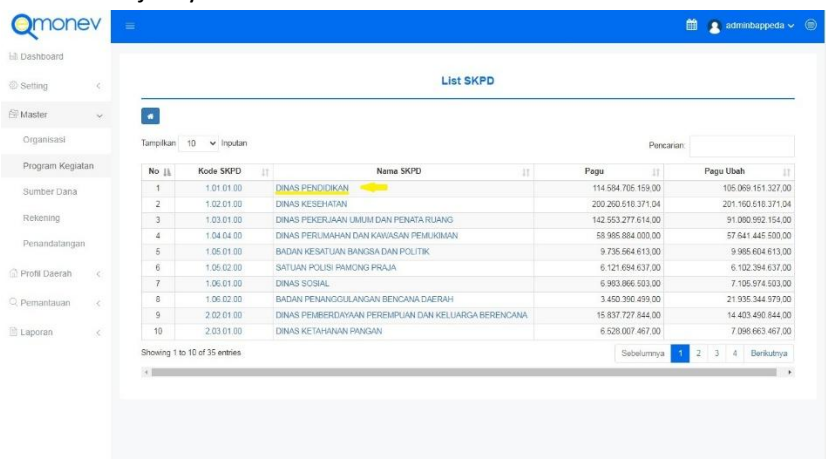 emonev
adminbappeda
Dashboard
Setting
Master
Organisasi
Program Kegiatan
Sumber Dana
Rekening
Penandatangan
Profil Daerah
Pemantauan
Laporan
List SKPD
Tampilkan 10 Inputan
Pencarian:
No Kode SKPD Nama SKPD Pagu Pagu Ubah
1 1.01.01.00 DINAS PENDIDIKAN 114.584.705.159,00 105.069.151.327,00
2 1.02.01.00 DINAS KESEHATAN 200.260.518.371,04 201.160.618.371,04
3 1.03.01.00 DINAS PEKERJAAN UMUM DAN PENATA RUANG 142.553.277.614,00 91.080.992.154,00
4 1.04.04.00 DINAS PERUMAHAN DAN KAWASAN PEMUKIMAN 58.985.884.000,00 57.641.445.500,00
5 1.05.01.00 BADAN KESATUAN BANGSA DAN POLITIK 9.735.564.613,00 9.985.604.613,00
6 1.05.02.00 SATUAN POLISI PAMONG PRAJA 6.121.694.637,00 6.102.394.637,00
7 1.06.01.00 DINAS SOSIAL 6.983.866.503,00 7.105.974.503,00
8 1.06.02.00 BADAN PENANGGULANGAN BENCANA DAERAH 3.450.390.499,00 21.935.344.979,00
9 2.02.01.00 DINAS PEMBERDAYAAN PEREMPUAN DAN KELUARGA BERENCANA 15.837.727.844,00 14.403.490.844,00
10 2.03.01.00 DINAS KETAHANAN PANGAN 6.528.007.467,00 7.098.663.467,00
Showing 1 to 10 of 35 entries
Sebelumnya 1 2 3 4 Berikutnya